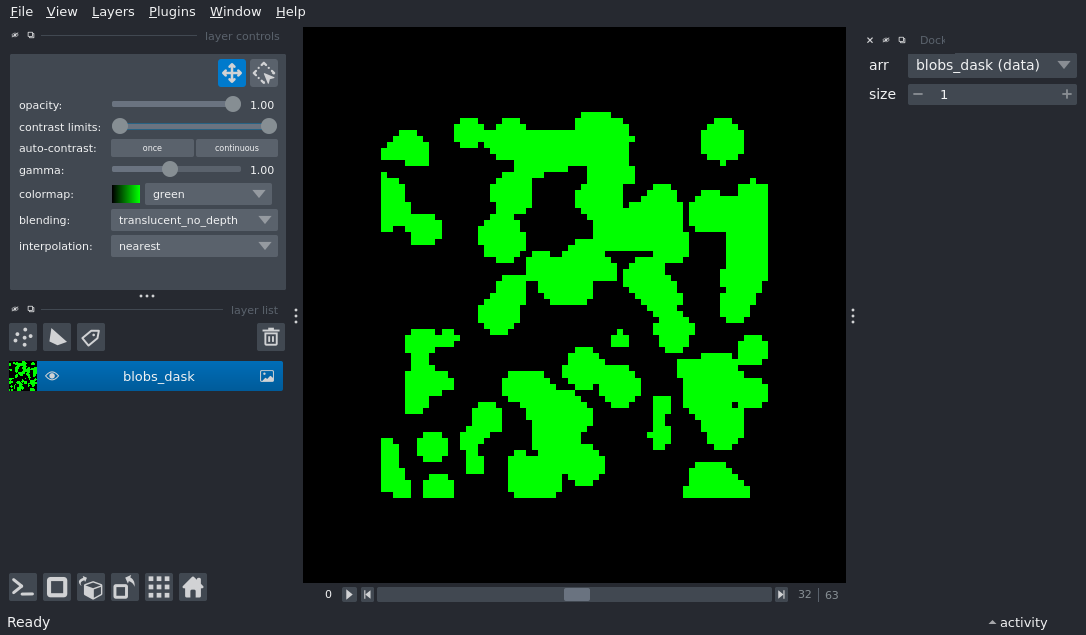 File View Layers Plugins Window Help
layer controls
opacity: 1.00
contrast limits:
auto-contrast: once continuous
gamma: 1.00
colormap: green
blending: translucent_no_depth
interpolation: nearest
layer list
blobs_dask
0 32 63
Dock
arr blobs_dask (data)
size 1
Ready
activity